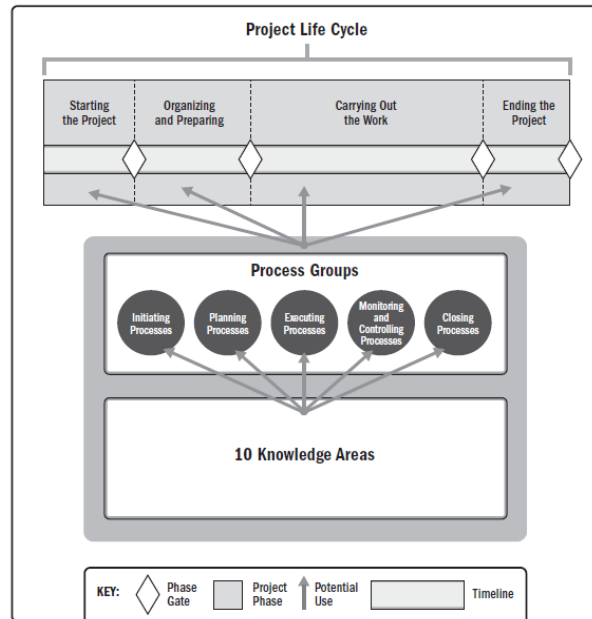 Project Life Cycle
Starting
the Project
Organizing
and Preparing
Carrying Out
the Work
Ending the
Project
Process Groups
Initiating
Processes
Planning
Processes
Executing
Processes
Monitoring
and
Controlling
Processes
Closing
Processes
10 Knowledge Areas
KEY:
Phase
Gate
Project
Phase
Potential
Use
Timeline